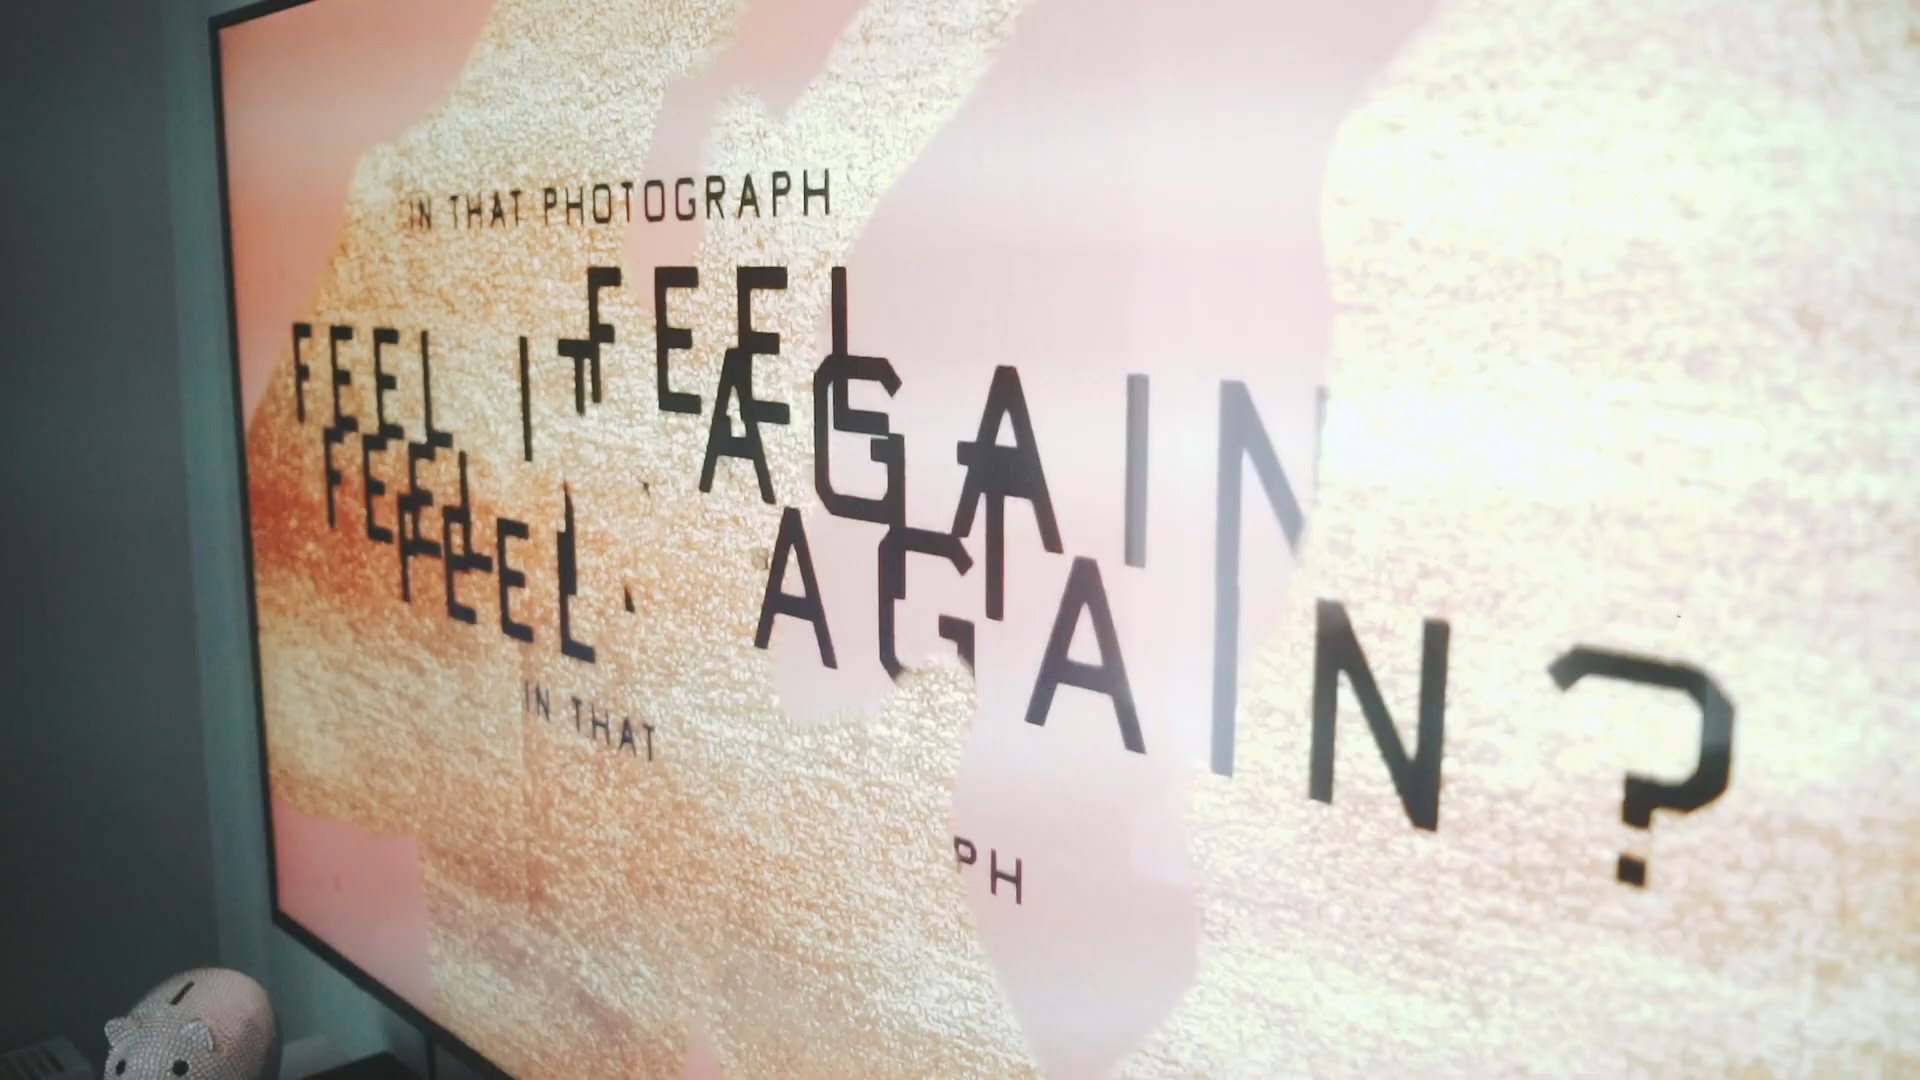 IN THAT PHOTOGRAPH
FEEL
FEEL IT AGAIN
FEEL
FEEL AGAIN?
IN THAT
PH